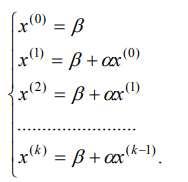 x⁽⁰⁾ = β
x⁽¹⁾ = β + αx⁽⁰⁾
x⁽²⁾ = β + αx⁽¹⁾
........................
x⁽ᵏ⁾ = β + αx⁽ᵏ⁻¹⁾.